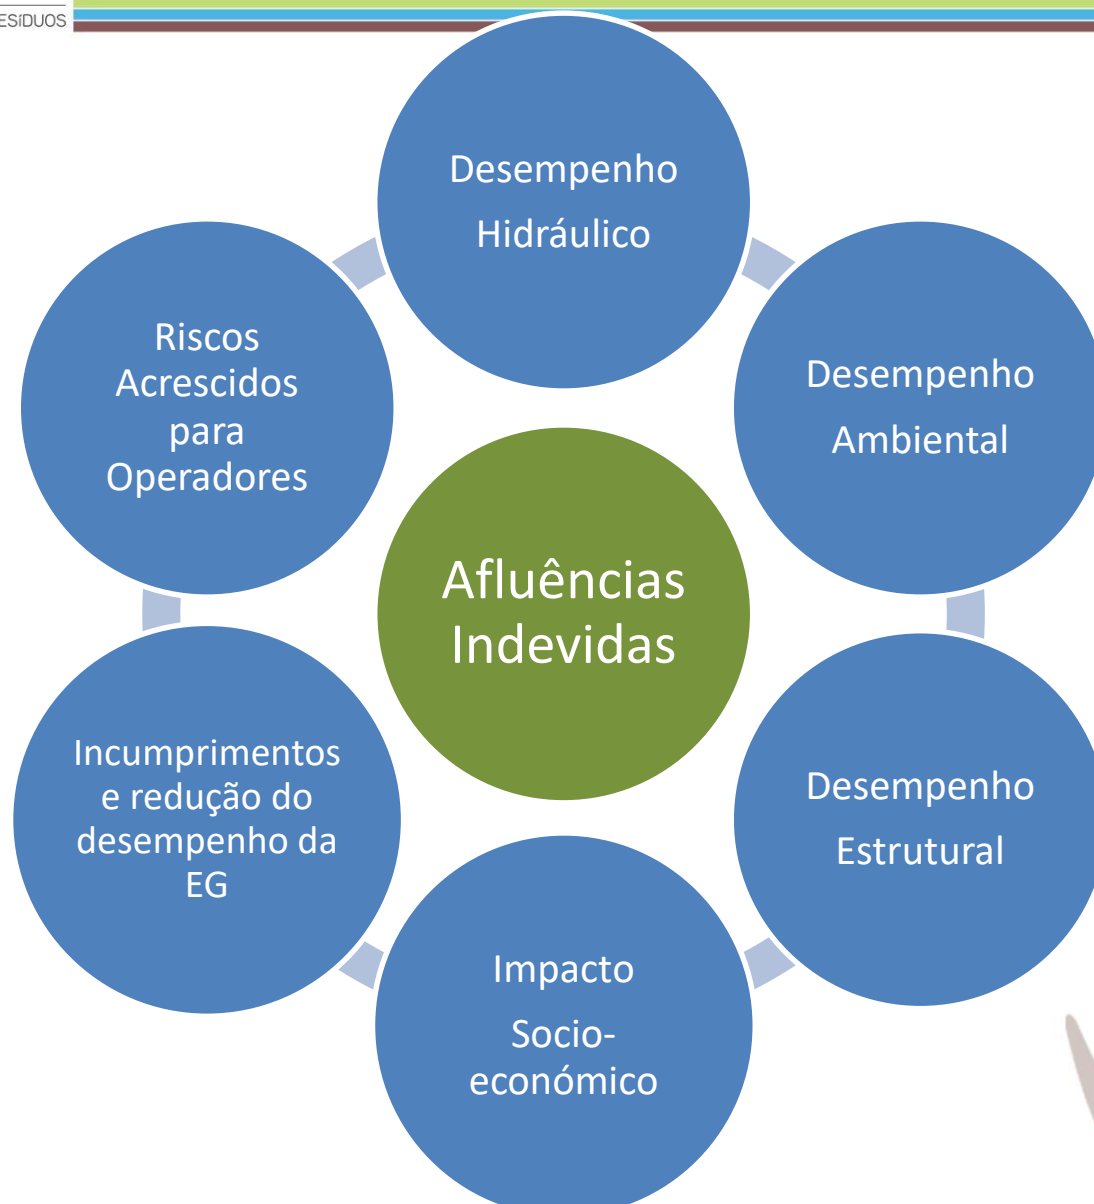 ESÍDUOS
Desempenho
Hidráulico
Desempenho
Ambiental
Desempenho
Estrutural
Impacto
Socio-
económico
Incumprimentos
e redução do
desempenho da
EG
Riscos
Acrescidos
para
Operadores
Afluências
Indevidas